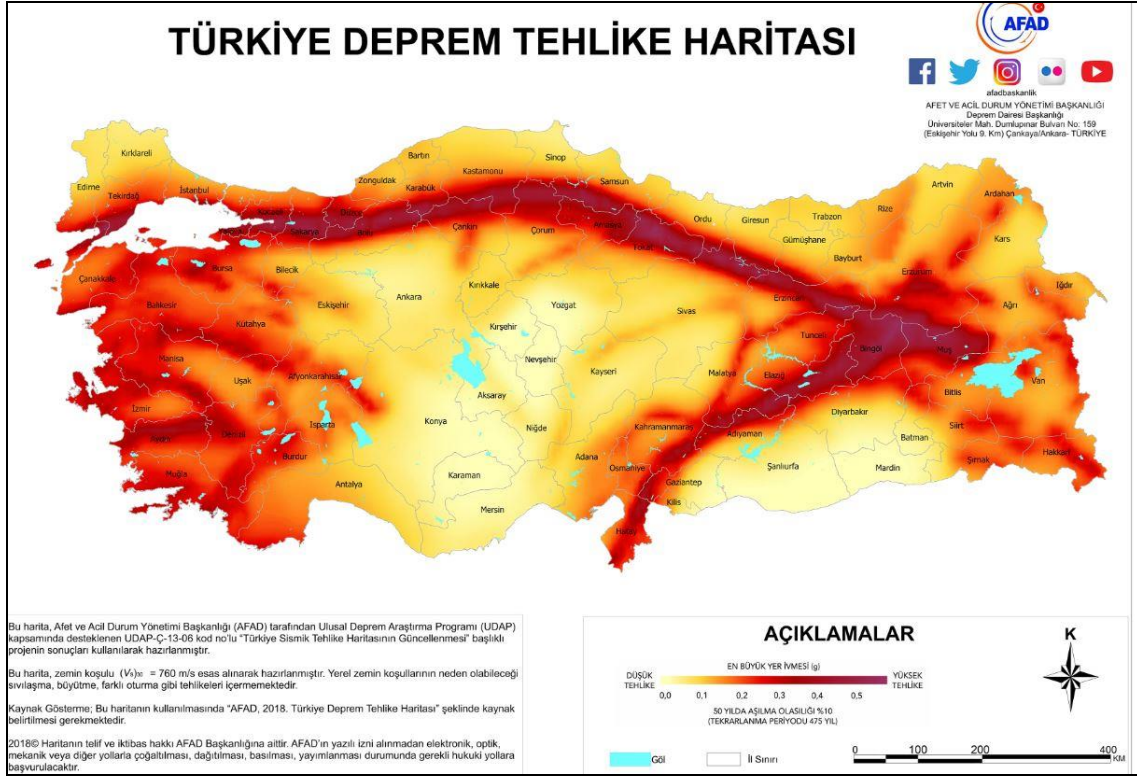 TÜRKİYE DEPREM TEHLİKE HARİTASI
AFAD
afadbaskanlik
AFET VE ACİL DURUM YÖNETİMİ BAŞKANLIĞI
Deprem Dairesi Başkanlığı
Üniversiteler Mah. Dumlupınar Bulvarı No: 159
(Eskişehir Yolu 9. Km) Çankaya/Ankara- TÜRKİYE
Kırklareli
Edirne
Tekirdağ
İstanbul
Kocaeli
Yalova
Sakarya
Düzce
Bolu
Zonguldak
Bartın
Karabük
Kastamonu
Sinop
Samsun
Çankırı
Çorum
Amasya
Tokat
Ordu
Giresun
Trabzon
Gümüşhane
Bayburt
Rize
Artvin
Ardahan
Kars
Erzurum
Erzincan
Iğdır
Ağrı
Çanakkale
Balıkesir
Bursa
Bilecik
Kütahya
Eskişehir
Ankara
Kırıkkale
Kırşehir
Yozgat
Sivas
Tunceli
Bingöl
Muş
Van
Bitlis
Manisa
Uşak
Afyonkarahisar
İzmir
Aydın
Denizli
Isparta
Burdur
Muğla
Antalya
Konya
Aksaray
Nevşehir
Kayseri
Niğde
Karaman
Mersin
Adana
Osmaniye
Kahramanmaraş
Malatya
Elazığ
Adıyaman
Gaziantep
Kilis
Hatay
Şanlıurfa
Diyarbakır
Batman
Mardin
Siirt
Şırnak
Hakkari
Bu harita, Afet ve Acil Durum Yönetimi Başkanlığı (AFAD) tarafından Ulusal Deprem Araştırma Programı (UDAP)
kapsamında desteklenen UDAP-Ç-13-06 kod no'lu "Türkiye Sismik Tehlike Haritasının Güncellenmesi" başlıklı
projenin sonuçları kullanılarak hazırlanmıştır.
Bu harita, zemin koşulu (Vs)30 = 760 m/s esas alınarak hazırlanmıştır. Yerel zemin koşullarının neden olabileceği
sıvılaşma, büyütme, farklı oturma gibi tehlikeleri içermemektedir.
Kaynak Gösterme; Bu haritanın kullanılmasında "AFAD, 2018. Türkiye Deprem Tehlike Haritası" şeklinde kaynak
belirtilmesi gerekmektedir.
2018© Haritanın telif ve iktibas hakkı AFAD Başkanlığına aittir. AFAD'ın yazılı izni alınmadan elektronik, optik,
mekanik veya diğer yollarla çoğaltılması, dağıtılması, basılması, yayımlanması durumunda gerekli hukuki yollara
başvurulacaktır.
AÇIKLAMALAR
EN BÜYÜK YER İVMESİ (g)
DÜŞÜK
TEHLİKE
YÜKSEK
TEHLİKE
0,0 0,1 0,2 0,3 0,4 0,5
50 YILDA AŞILMA OLASILIĞI %10
(TEKRARLANMA PERİYODU 475 YIL)
Göl
İl Sınırı
K
0 100 200 400
KM